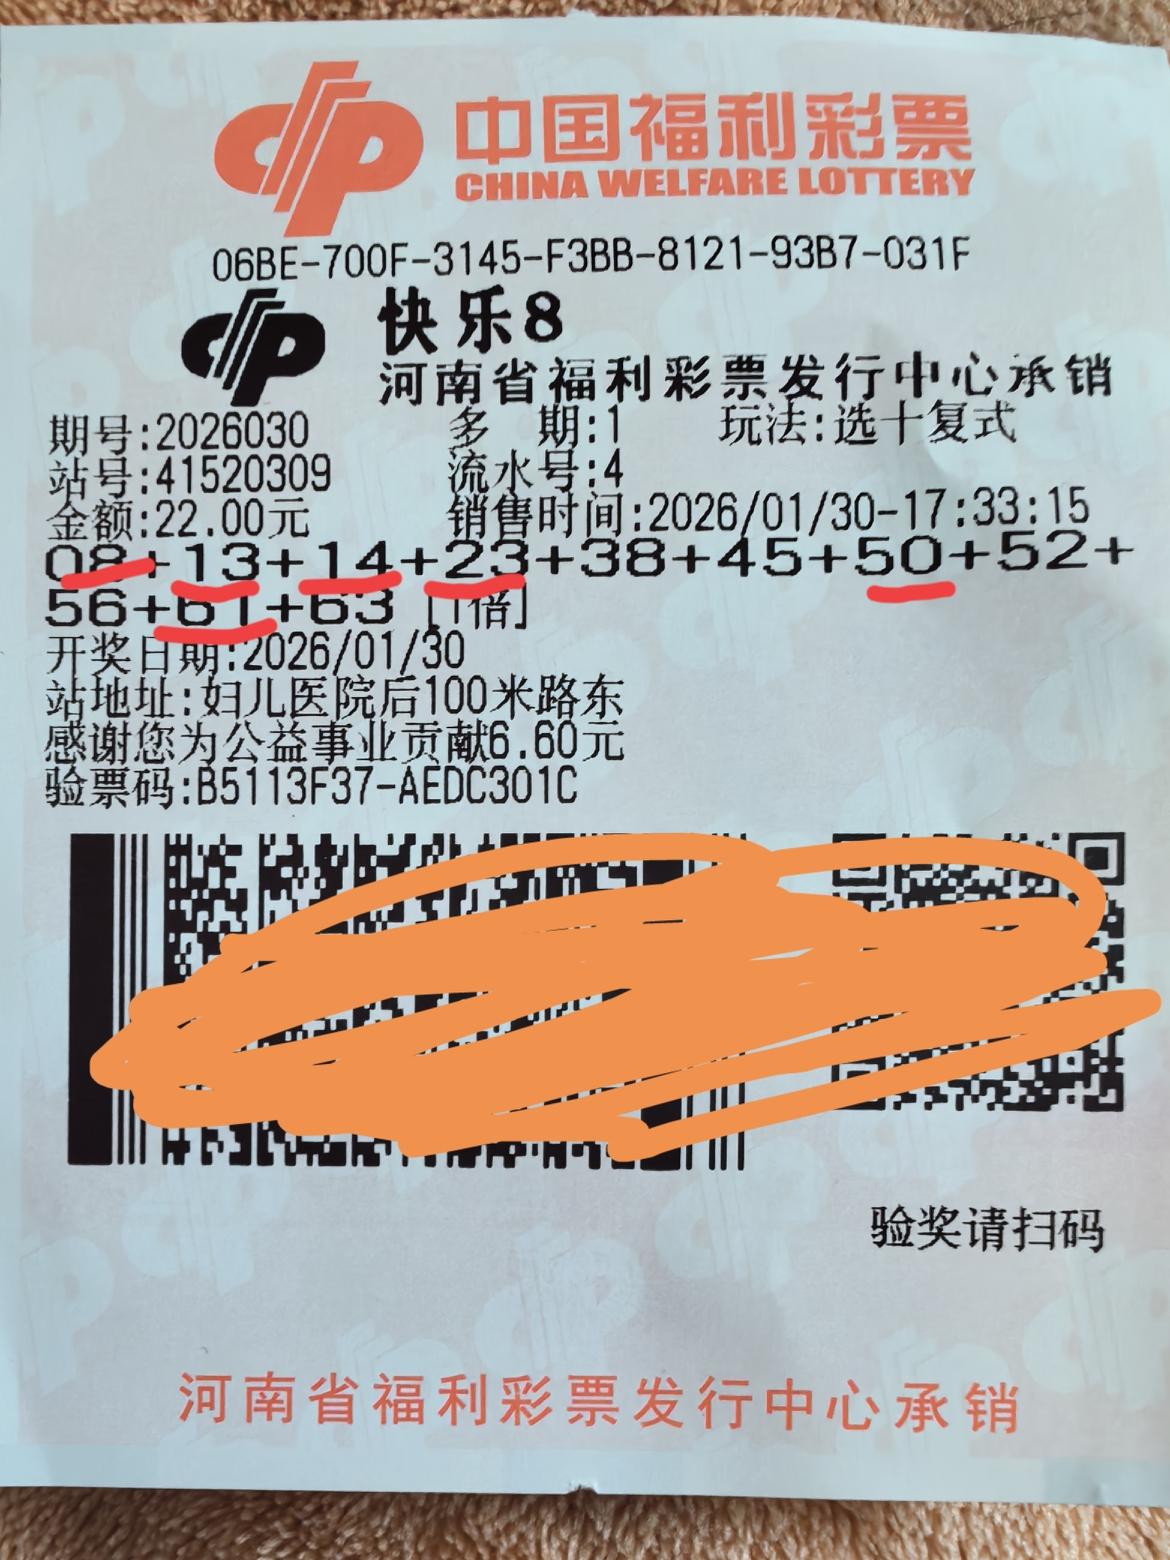 中国福利彩票
CHINA WELFARE LOTTERY
06BE-700F-3145-F3BB-8121-93B7-031F
快乐8
河南省福利彩票发行中心承销
期号:2026030 多 期:1 玩法:选十复式
站号:41520309 流水号:4
金额:22.00元 销售时间:2026/01/30-17:33:15
08+13+14+23+38+45+50+52+
56+61+63 [1倍]
开奖日期:2026/01/30
站地址:妇儿医院后100米路东
感谢您为公益事业贡献6.60元
验票码:B5113F37-AEDC301C
验奖请扫码
河南省福利彩票发行中心承销